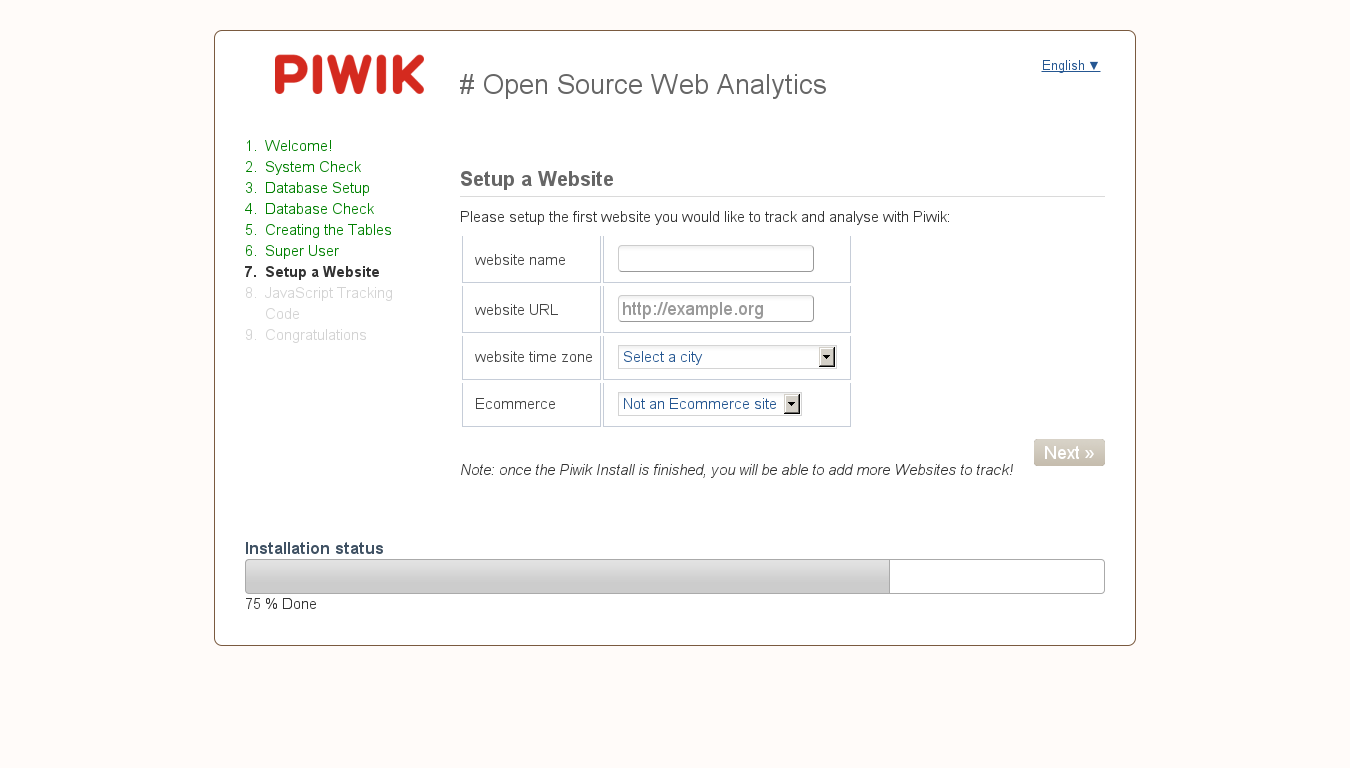 PIWIK
# Open Source Web Analytics
English ▼
1. Welcome!
2. System Check
3. Database Setup
4. Database Check
5. Creating the Tables
6. Super User
7. Setup a Website
8. JavaScript Tracking
Code
9. Congratulations
Setup a Website
Please setup the first website you would like to track and analyse with Piwik:
website name
website URL http://example.org
website time zone Select a city
Ecommerce Not an Ecommerce site
Next »
Note: once the Piwik Install is finished, you will be able to add more Websites to track!
Installation status
75 % Done